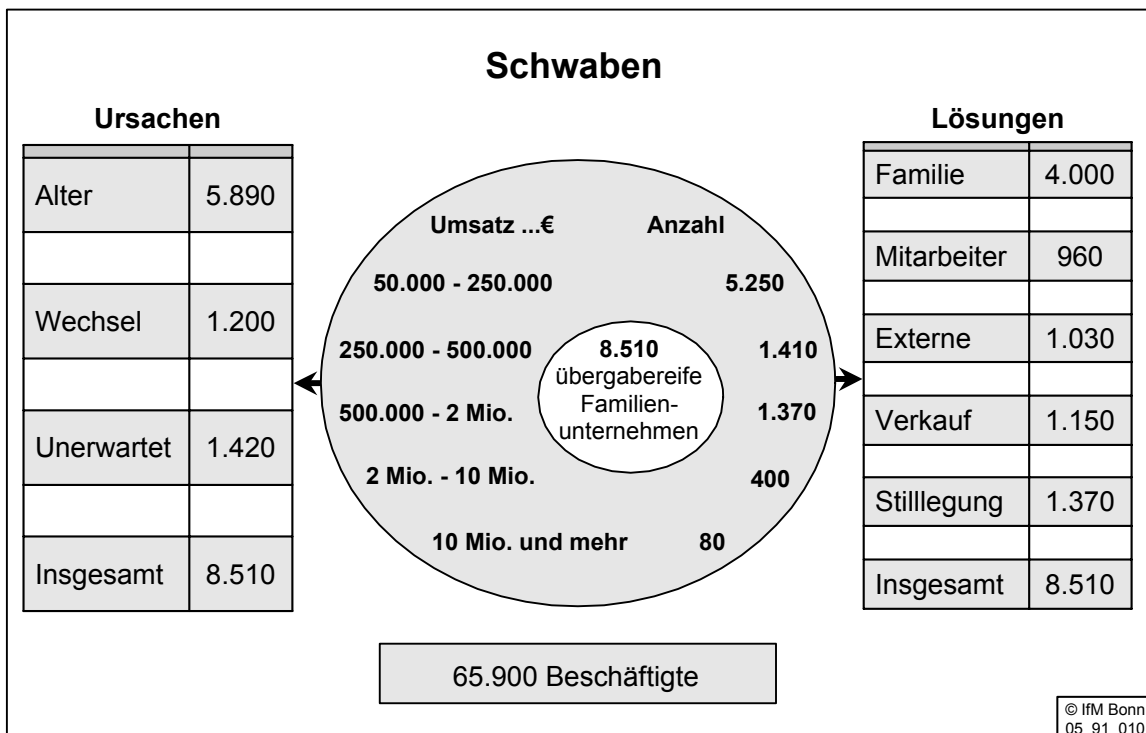 Schwaben
Ursachen
Alter 5.890
Wechsel 1.200
Unerwartet 1.420
Insgesamt 8.510
Umsatz ...€ Anzahl
50.000 - 250.000 5.250
250.000 - 500.000 1.410
500.000 - 2 Mio. 1.370
2 Mio. - 10 Mio. 400
10 Mio. und mehr 80
8.510
übergabereife
Familien-
unternehmen
Lösungen
Familie 4.000
Mitarbeiter 960
Externe 1.030
Verkauf 1.150
Stilllegung 1.370
Insgesamt 8.510
65.900 Beschäftigte
© IfM Bonn
05 91 010